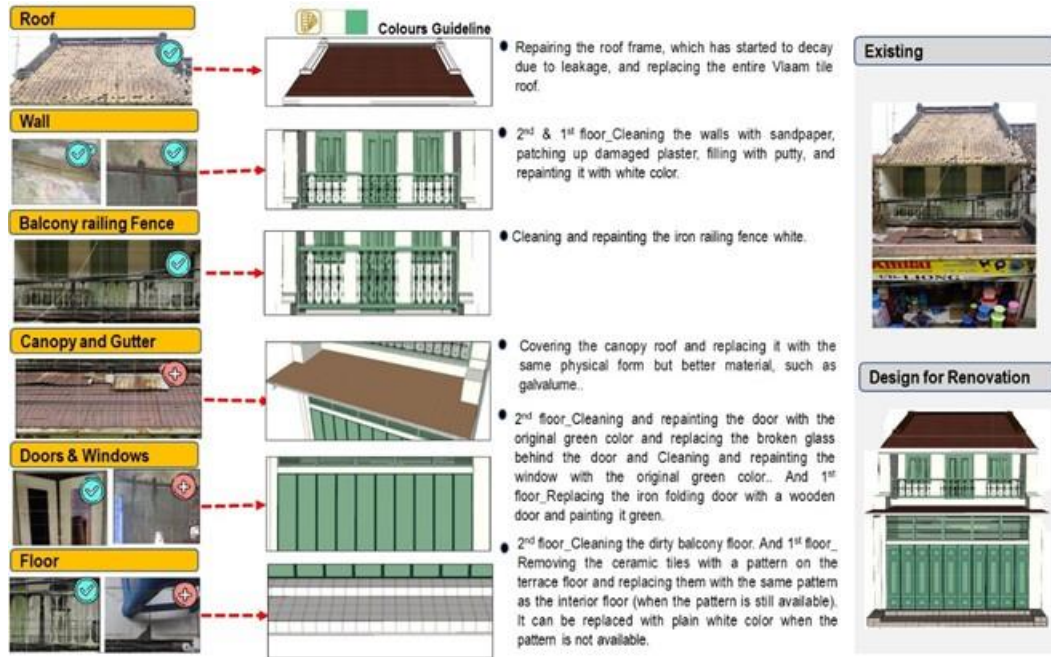 Roof
Colours Guideline
Repairing the roof frame, which has started to decay
due to leakage, and replacing the entire Vlaam tile
roof.
Wall
2nd & 1st floor_Cleaning the walls with sandpaper,
patching up damaged plaster, filling with putty, and
repainting it with white color.
Balcony railing Fence
Cleaning and repainting the iron railing fence white.
Canopy and Gutter
Covering the canopy roof and replacing it with the
same physical form but better material, such as
galvalume..
Doors & Windows
2nd floor_Cleaning and repainting the door with the
original green color and replacing the broken glass
behind the door and Cleaning and repainting the
window with the original green color.. And 1st
floor_Replacing the iron folding door with a wooden
door and painting it green.
Floor
2nd floor_Cleaning the dirty balcony floor. And 1st floor_
Removing the ceramic tiles with a pattern on the
terrace floor and replacing them with the same pattern
as the interior floor (when the pattern is still available).
It can be replaced with plain white color when the
pattern is not available.
Existing
LIONG
Design for Renovation